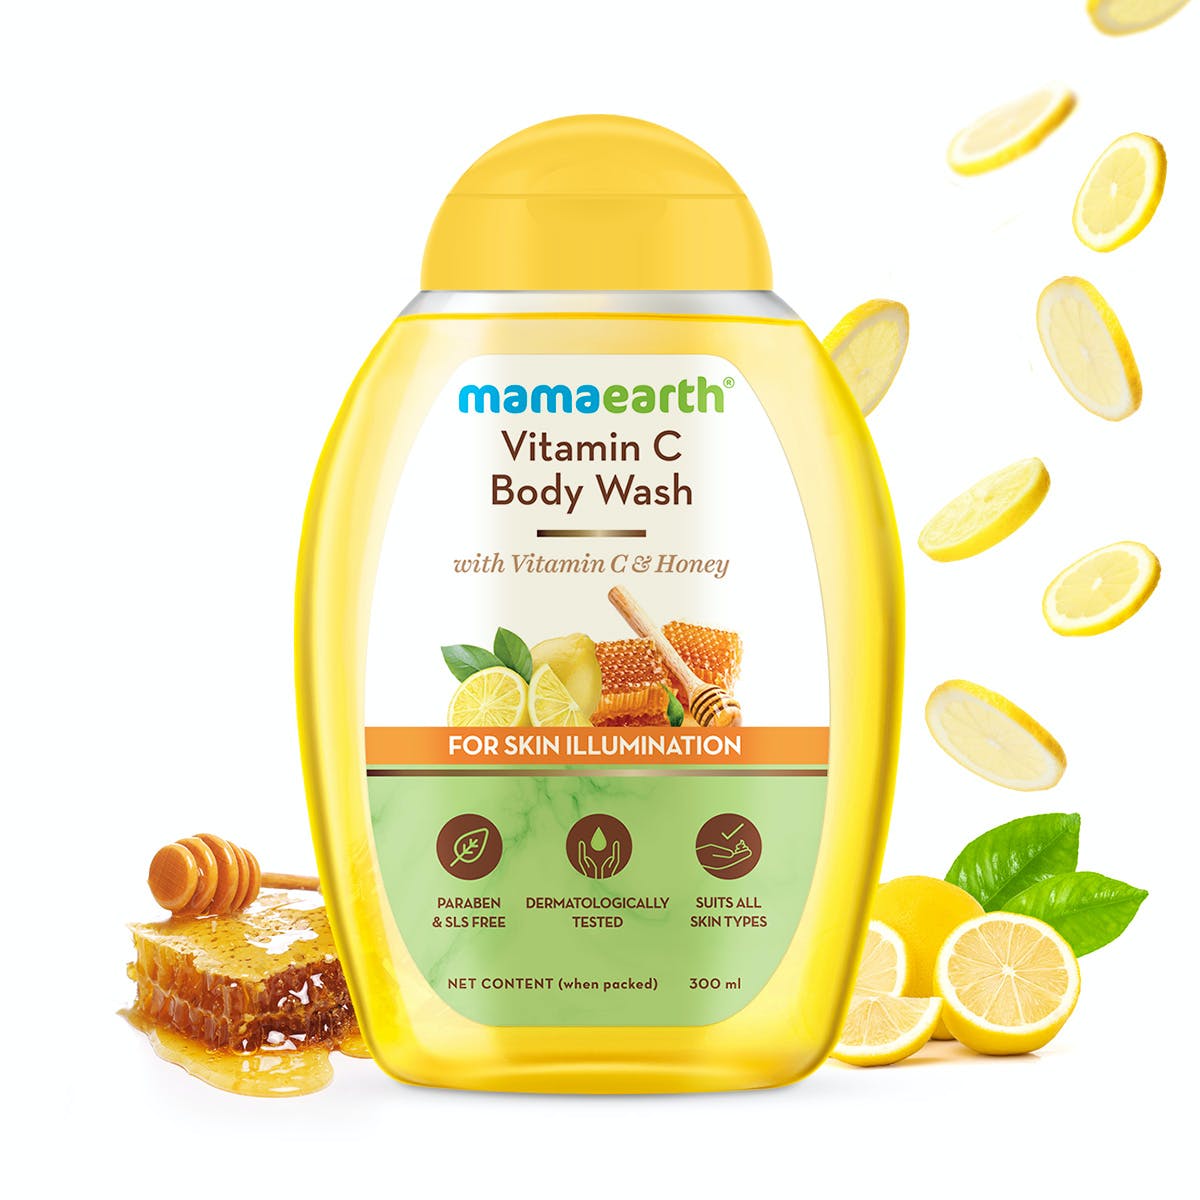 mamaearth®
Vitamin C
Body Wash
with Vitamin C & Honey
FOR SKIN ILLUMINATION
PARABEN
& SLS FREE
DERMATOLOGICALLY
TESTED
SUITS ALL
SKIN TYPES
NET CONTENT (when packed) 300 ml